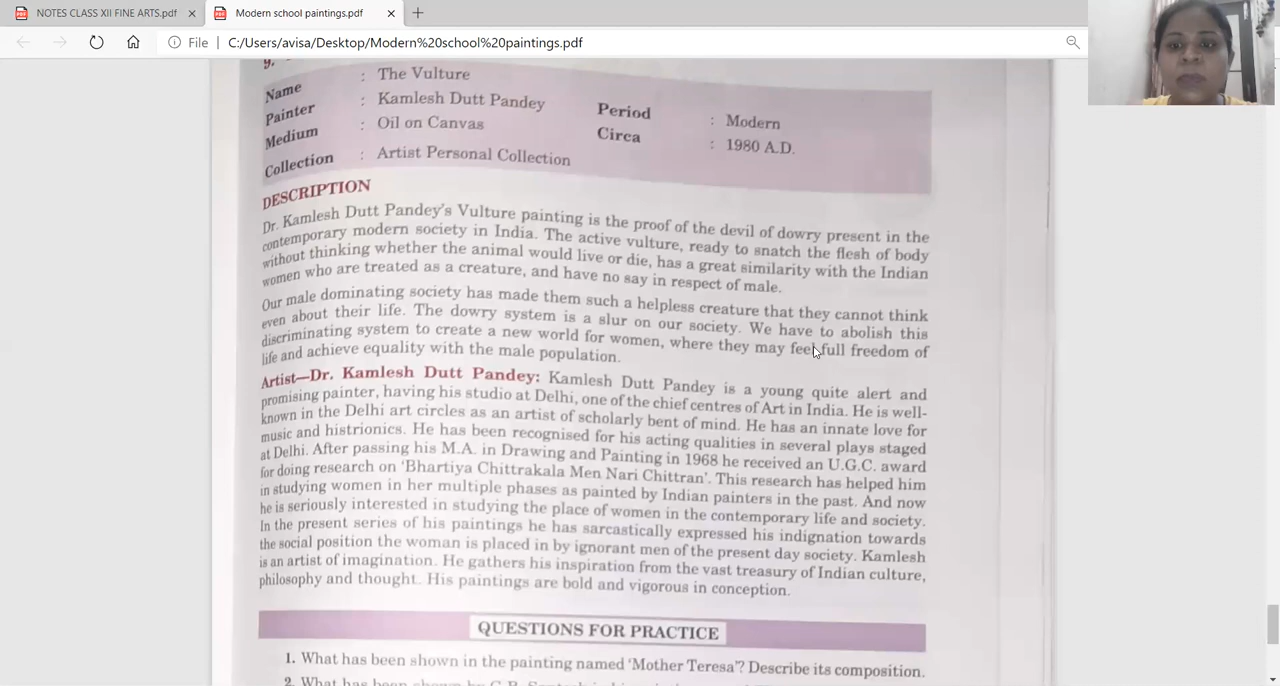 NOTES CLASS XII FINE ARTS.pdf
Modern school paintings.pdf
File
C:/Users/avisa/Desktop/Modern%20school%20paintings.pdf
9.
Name : The Vulture
Painter : Kamlesh Dutt Pandey Period : Modern
Medium : Oil on Canvas Circa : 1980 A.D.
Collection : Artist Personal Collection
DESCRIPTION
Dr. Kamlesh Dutt Pandey's Vulture painting is the proof of the devil of dowry present in the
contemporary modern society in India. The active vulture, ready to snatch the flesh of body
without thinking whether the animal would live or die, has a great similarity with the Indian
women who are treated as a creature, and have no say in respect of male.
Our male dominating society has made them such a helpless creature that they cannot think
even about their life. The dowry system is a slur on our society. We have to abolish this
discriminating system to create a new world for women, where they may feel full freedom of
life and achieve equality with the male population.
Artist—Dr. Kamlesh Dutt Pandey: Kamlesh Dutt Pandey is a young quite alert and
promising painter, having his studio at Delhi, one of the chief centres of Art in India. He is well-
known in the Delhi art circles as an artist of scholarly bent of mind. He has an innate love for
music and histrionics. He has been recognised for his acting qualities in several plays staged
at Delhi. After passing his M.A. in Drawing and Painting in 1968 he received an U.G.C. award
for doing research on 'Bhartiya Chittrakala Men Nari Chittran'. This research has helped him
in studying women in her multiple phases as painted by Indian painters in the past. And now
he is seriously interested in studying the place of women in the contemporary life and society.
In the present series of his paintings he has sarcastically expressed his indignation towards
the social position the woman is placed in by ignorant men of the present day society. Kamlesh
is an artist of imagination. He gathers his inspiration from the vast treasury of Indian culture,
philosophy and thought. His paintings are bold and vigorous in conception.
QUESTIONS FOR PRACTICE
1. What has been shown in the painting named 'Mother Teresa'? Describe its composition.
2. What has been shown by